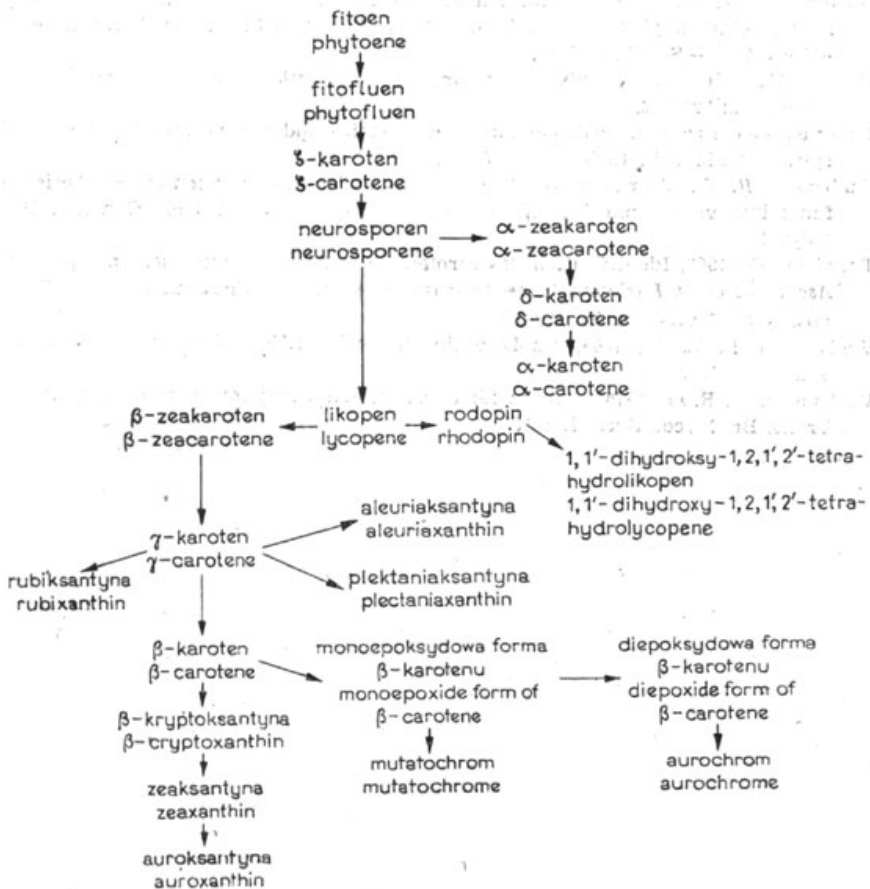 fitoen
phytoene
fitofluen
phytofluen
ξ-karoten
ξ-carotene
neurosporen
neurosporene
α-zeakaroten
α-zeacarotene
δ-karoten
δ-carotene
α-karoten
α-carotene
β-zeakaroten
β-zeacarotene
likopen
lycopene
rodopin
rhodopin
1,1'-dihydroksy-1,2,1',2'-tetra-
hydrolikopen
1,1'-dihydroxy-1,2,1',2'-tetra-
hydrolycopene
aleuriaksantyna
aleuriaxanthin
γ-karoten
γ-carotene
rubiksantyna
rubixanthin
plektaniaksantyna
plectaniaxanthin
β-karoten
β-carotene
monoepoksydowa forma
β-karotenu
monoepoxide form of
β-carotene
diepoksydowa forma
β-karotenu
diepoxide form of
β-carotene
β-kryptoksantyna
β-cryptoxanthin
mutatochrom
mutatochrome
aurochrom
aurochrome
zeaksantyna
zeaxanthin
auroksantyna
auroxanthin